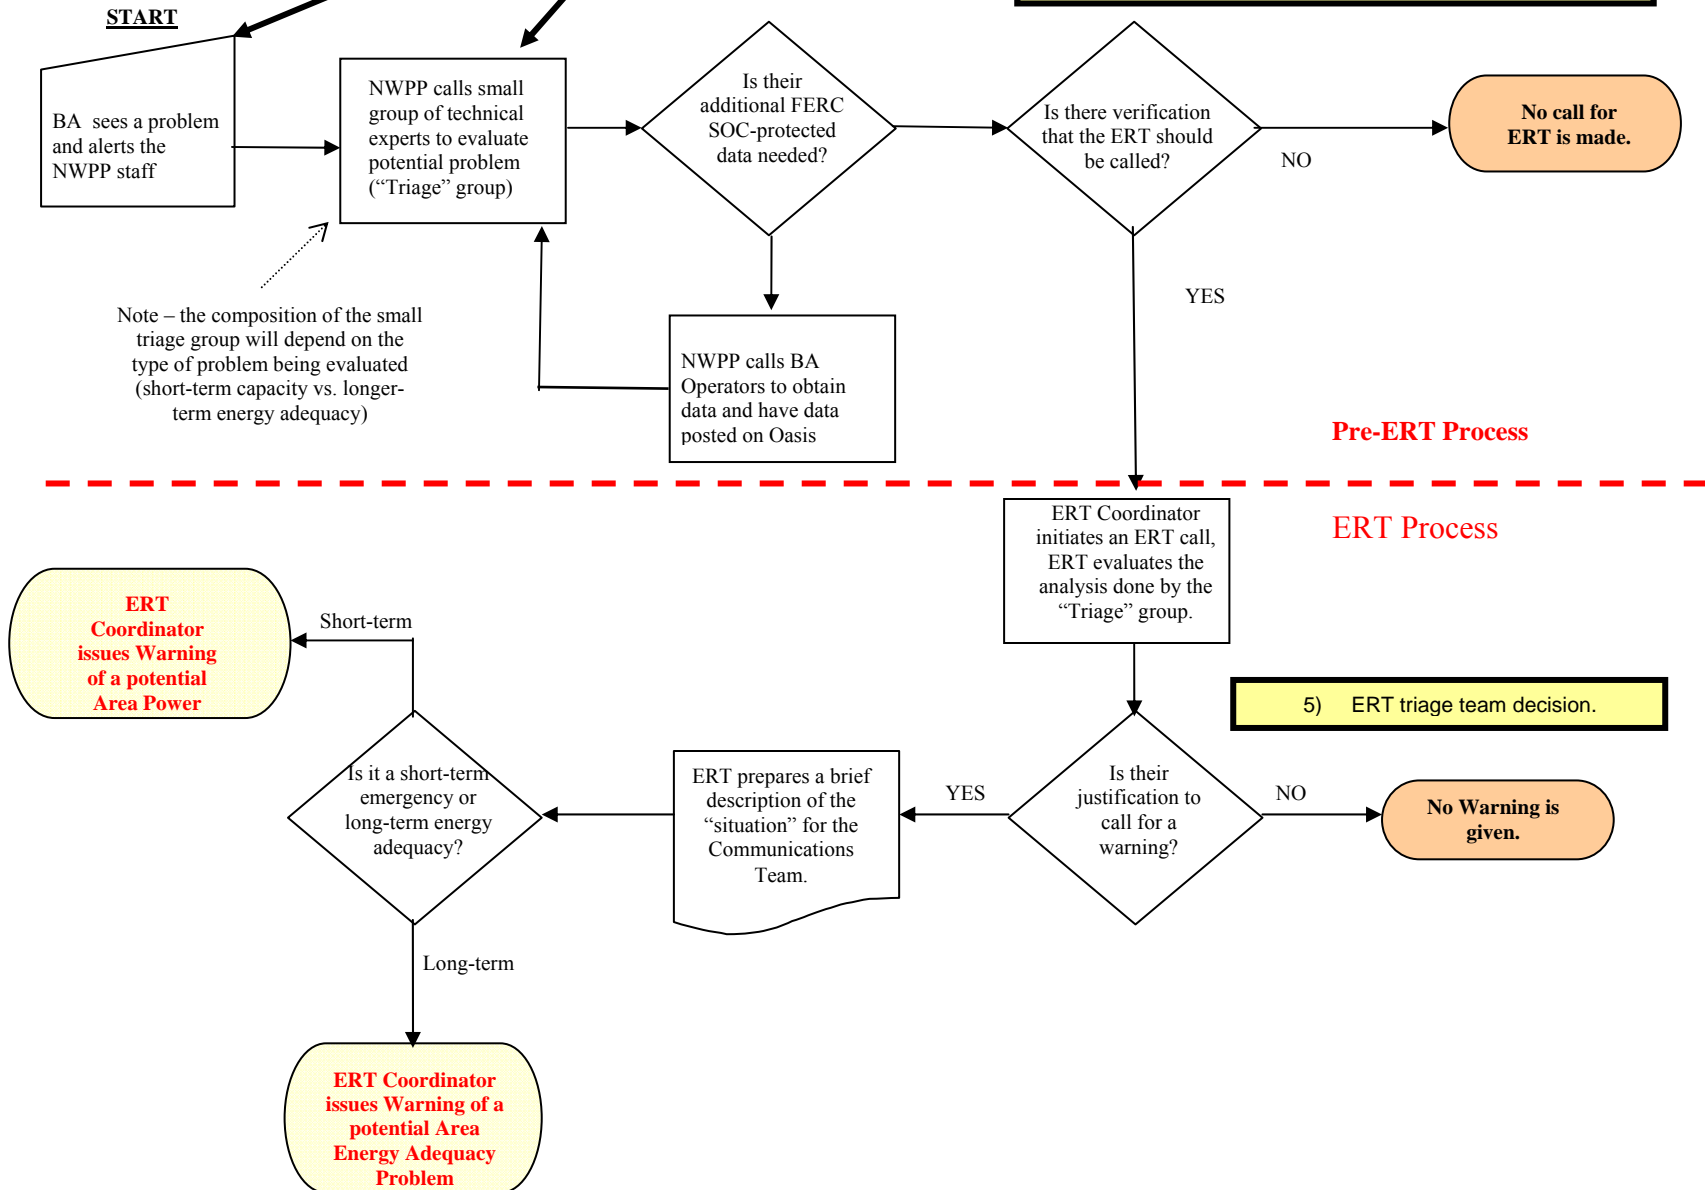 START
BA sees a problem
and alerts the
NWPP staff
NWPP calls small
group of technical
experts to evaluate
potential problem
(“Triage” group)
Is their
additional FERC
SOC-protected
data needed?
Is there verification
that the ERT should
be called?
NO
No call for
ERT is made.
YES
Note – the composition of the small
triage group will depend on the
type of problem being evaluated
(short-term capacity vs. longer-
term energy adequacy)
NWPP calls BA
Operators to obtain
data and have data
posted on Oasis
Pre-ERT Process
ERT Process
ERT Coordinator
initiates an ERT call,
ERT evaluates the
analysis done by the
“Triage” group.
5) ERT triage team decision.
Is their
justification to
call for a
warning?
NO
No Warning is
given.
YES
ERT prepares a brief
description of the
“situation” for the
Communications
Team.
Is it a short-term
emergency or
long-term energy
adequacy?
Short-term
ERT
Coordinator
issues Warning
of a potential
Area Power
Long-term
ERT Coordinator
issues Warning of a
potential Area
Energy Adequacy
Problem